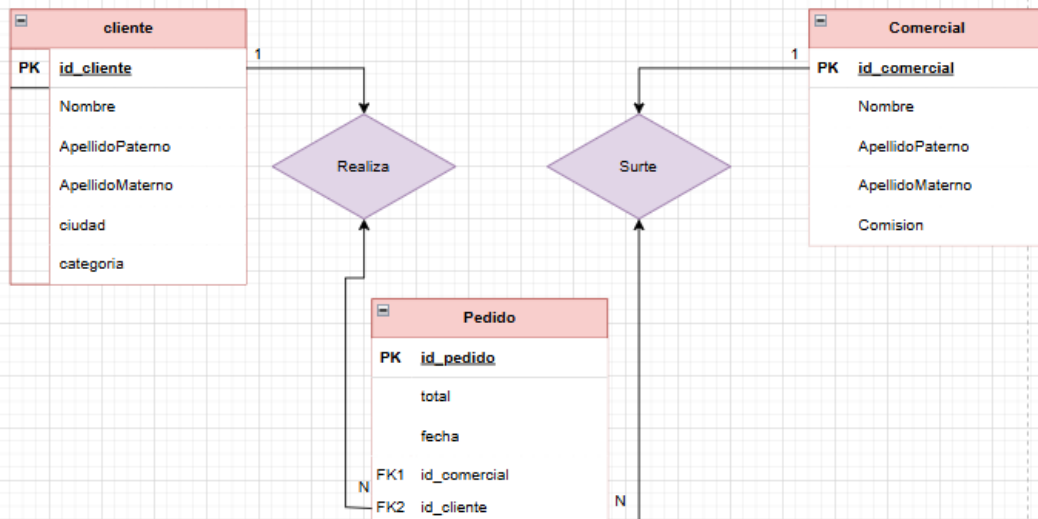 cliente
PK id_cliente
Nombre
ApellidoPaterno
ApellidoMaterno
ciudad
categoria
1
Realiza
1
Surte
Comercial
PK id_comercial
Nombre
ApellidoPaterno
ApellidoMaterno
Comision
Pedido
PK id_pedido
total
fecha
FK1 id_comercial
N
FK2 id_cliente
N